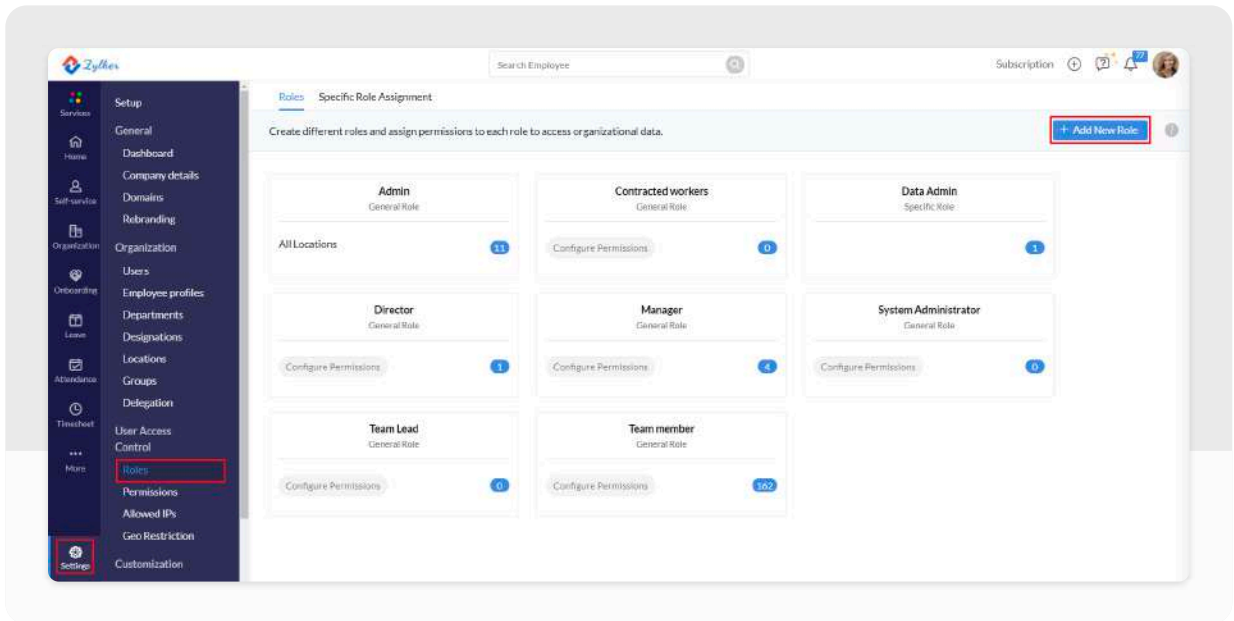 Zylker
Search Employee
Subscription
27
Services
Home
Self-service
Organization
Onboarding
Leave
Attendance
Timesheet
More
Settings
Setup
General
Dashboard
Company details
Domains
Rebranding
Organization
Users
Employee profiles
Departments
Designations
Locations
Groups
Delegation
User Access
Control
Roles
Permissions
Allowed IPs
Geo Restriction
Customization
Roles Specific Role Assignment
Create different roles and assign permissions to each role to access organizational data.
+ Add New Role
Admin
General Role
All Locations
11
Contracted workers
General Role
Configure Permissions
0
Data Admin
Specific Role
1
Director
General Role
Configure Permissions
1
Manager
General Role
Configure Permissions
4
System Administrator
General Role
Configure Permissions
0
Team Lead
General Role
Configure Permissions
0
Team member
General Role
Configure Permissions
162